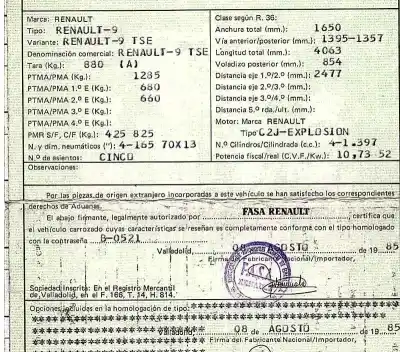 Marca: RENAULT
Tipo: RENAULT-9
Variante: RENAULT-9 TSE
Denominación comercial: RENAULT-9 TSE
Tara (Kg.): 880 (A)
PTMA/PMA (Kg.): 1285
PTMA/PMA 1.º E (Kg.): 680
PTMA/PMA 2.º E (Kg.): 660
PTMA/PMA 3.º E (Kg.):
PTMA/PMA 4.º E (Kg.):
PMR S/F, C/F (Kg.): 425 825
N.º y dim. neumáticos ("): 4-165 70X13
N.º de asientos: CINCO
Clase según R. 36:
Anchura total (mm.): 1650
Vía anterior/posterior (mm.): 1395-1357
Longitud total (mm.): 4063
Voladizo posterior (mm.): 854
Distancia eje 1.º/2.º (mm.): 2477
Distancia eje 2.º/3.º (mm.):
Distancia eje 3.º/4.º (mm.):
Distancia 5.ª rda./ult. (mm.):
Motor: Marca RENAULT
Tipo C2J-EXPLOSION
N.º Cilindros/Cilindrada (c.c.): 4-1.397
Potencia fiscal/real (C.V.F./Kw.): 10,73 52
Observaciones:
Por las piezas de origen extranjero incorporadas a este vehículo se han satisfecho los correspondientes
derechos de Aduanas.
FASA RENAULT
El abajo firmante, legalmente autorizado por , certifica que
el vehículo carrozado cuyas características se reseñan es completamente conforme con el tipo homologado
con la contraseña B-0521
Valladolid, 08 AGOSTO de 19 85
Firma del Fabricante Nacional/Importador,
Sociedad Inscrita: En el Registro Mercantil
de Valladolid, en el F. 166, T. 14, H. 814.
Opciones incluidas en la homologación de tipo:
08 de AGOSTO de 19 85
Firma del Fabricante Nacional/Importador,